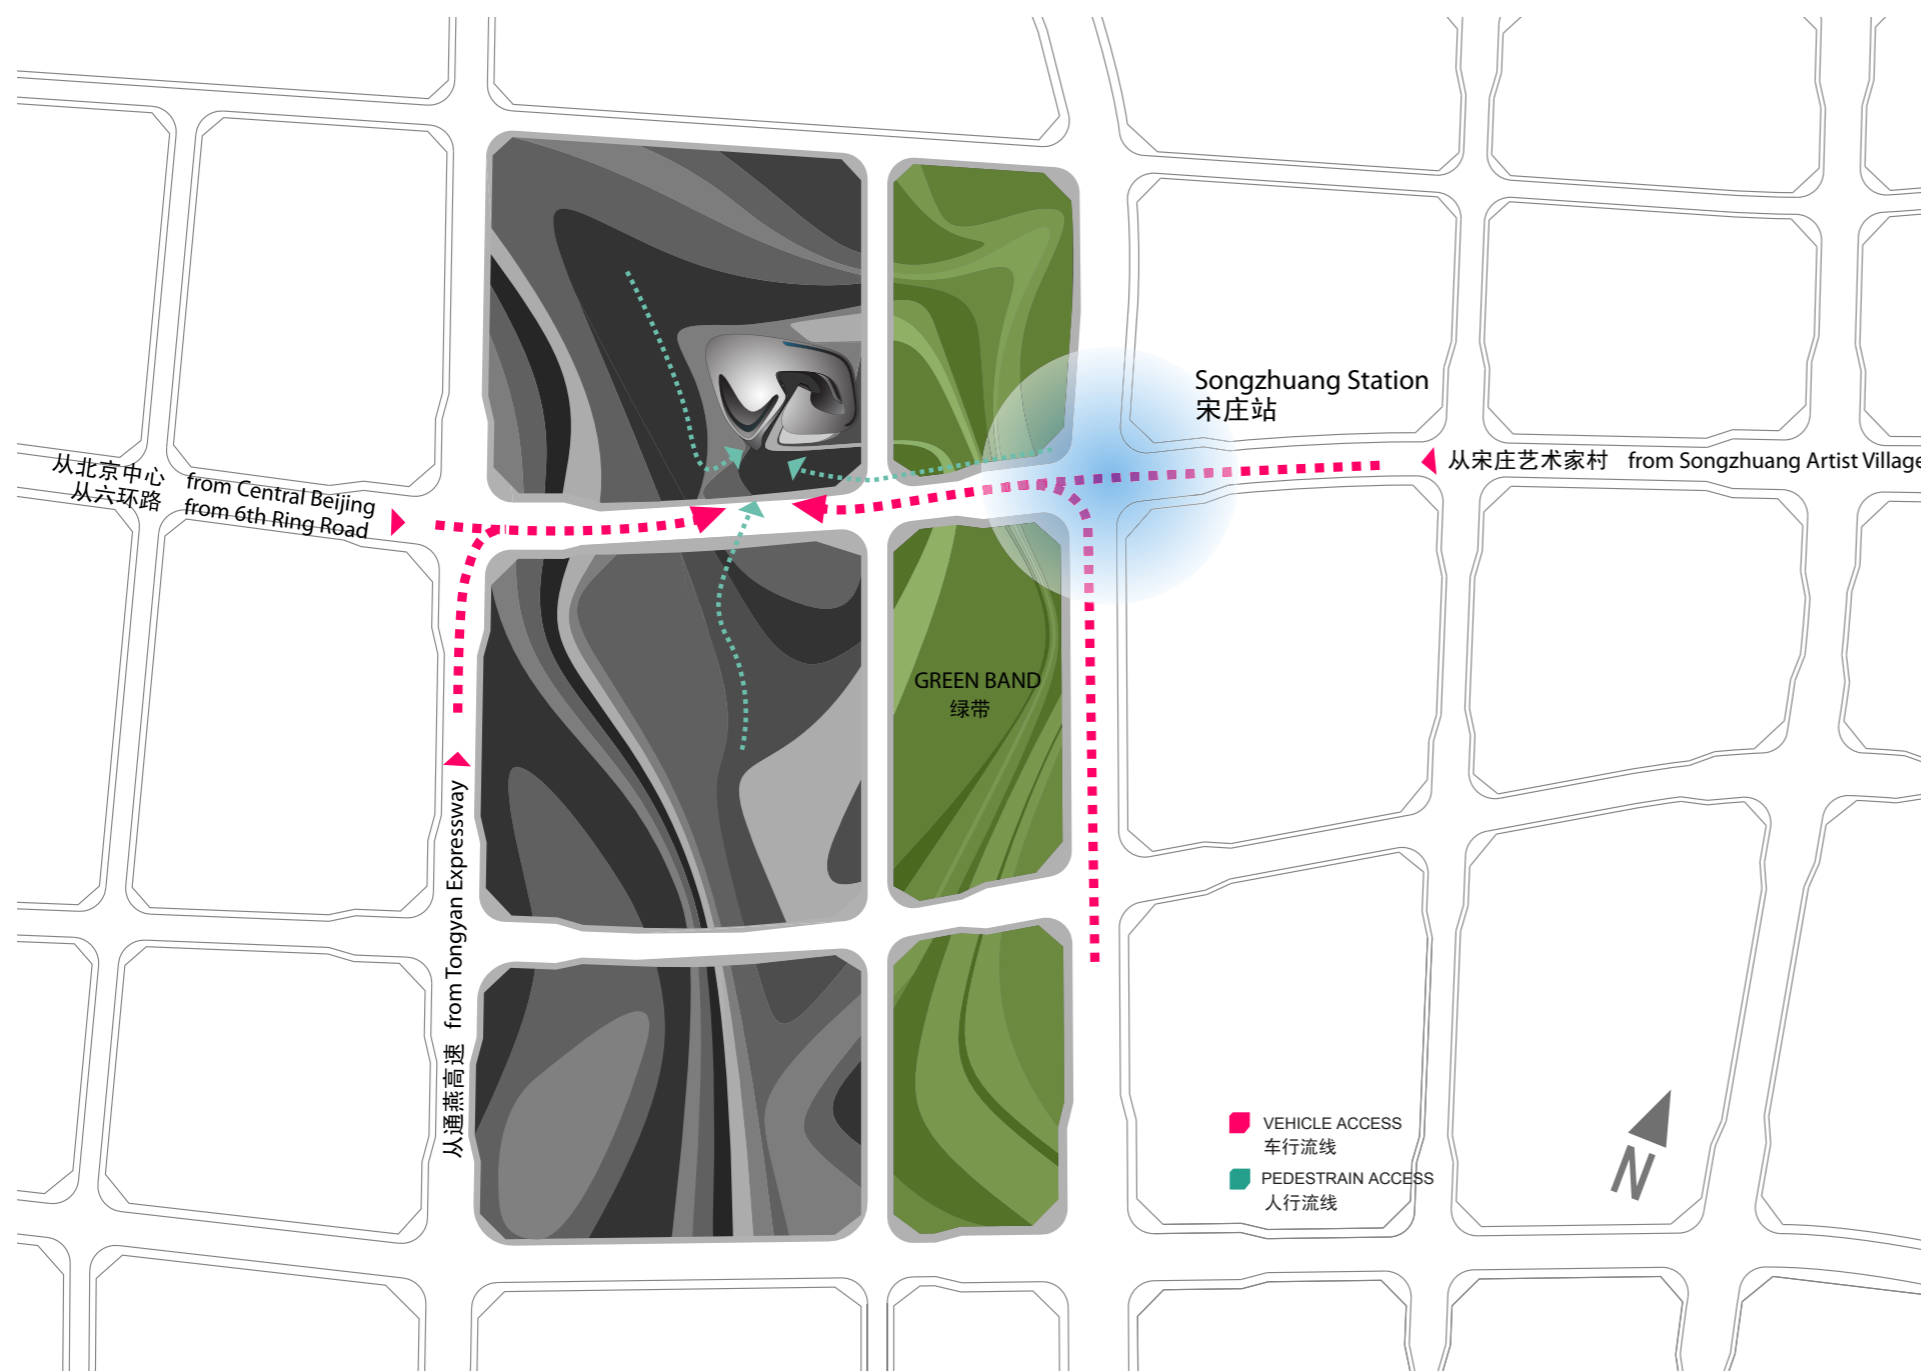 Songzhuang Station
宋庄站
从北京中心 from Central Beijing
从六环路 from 6th Ring Road
从宋庄艺术家村 from Songzhuang Artist Village
GREEN BAND
绿带
从通燕高速 from Tongyan Expressway
VEHICLE ACCESS
车行流线
PEDESTRAIN ACCESS
人行流线
N